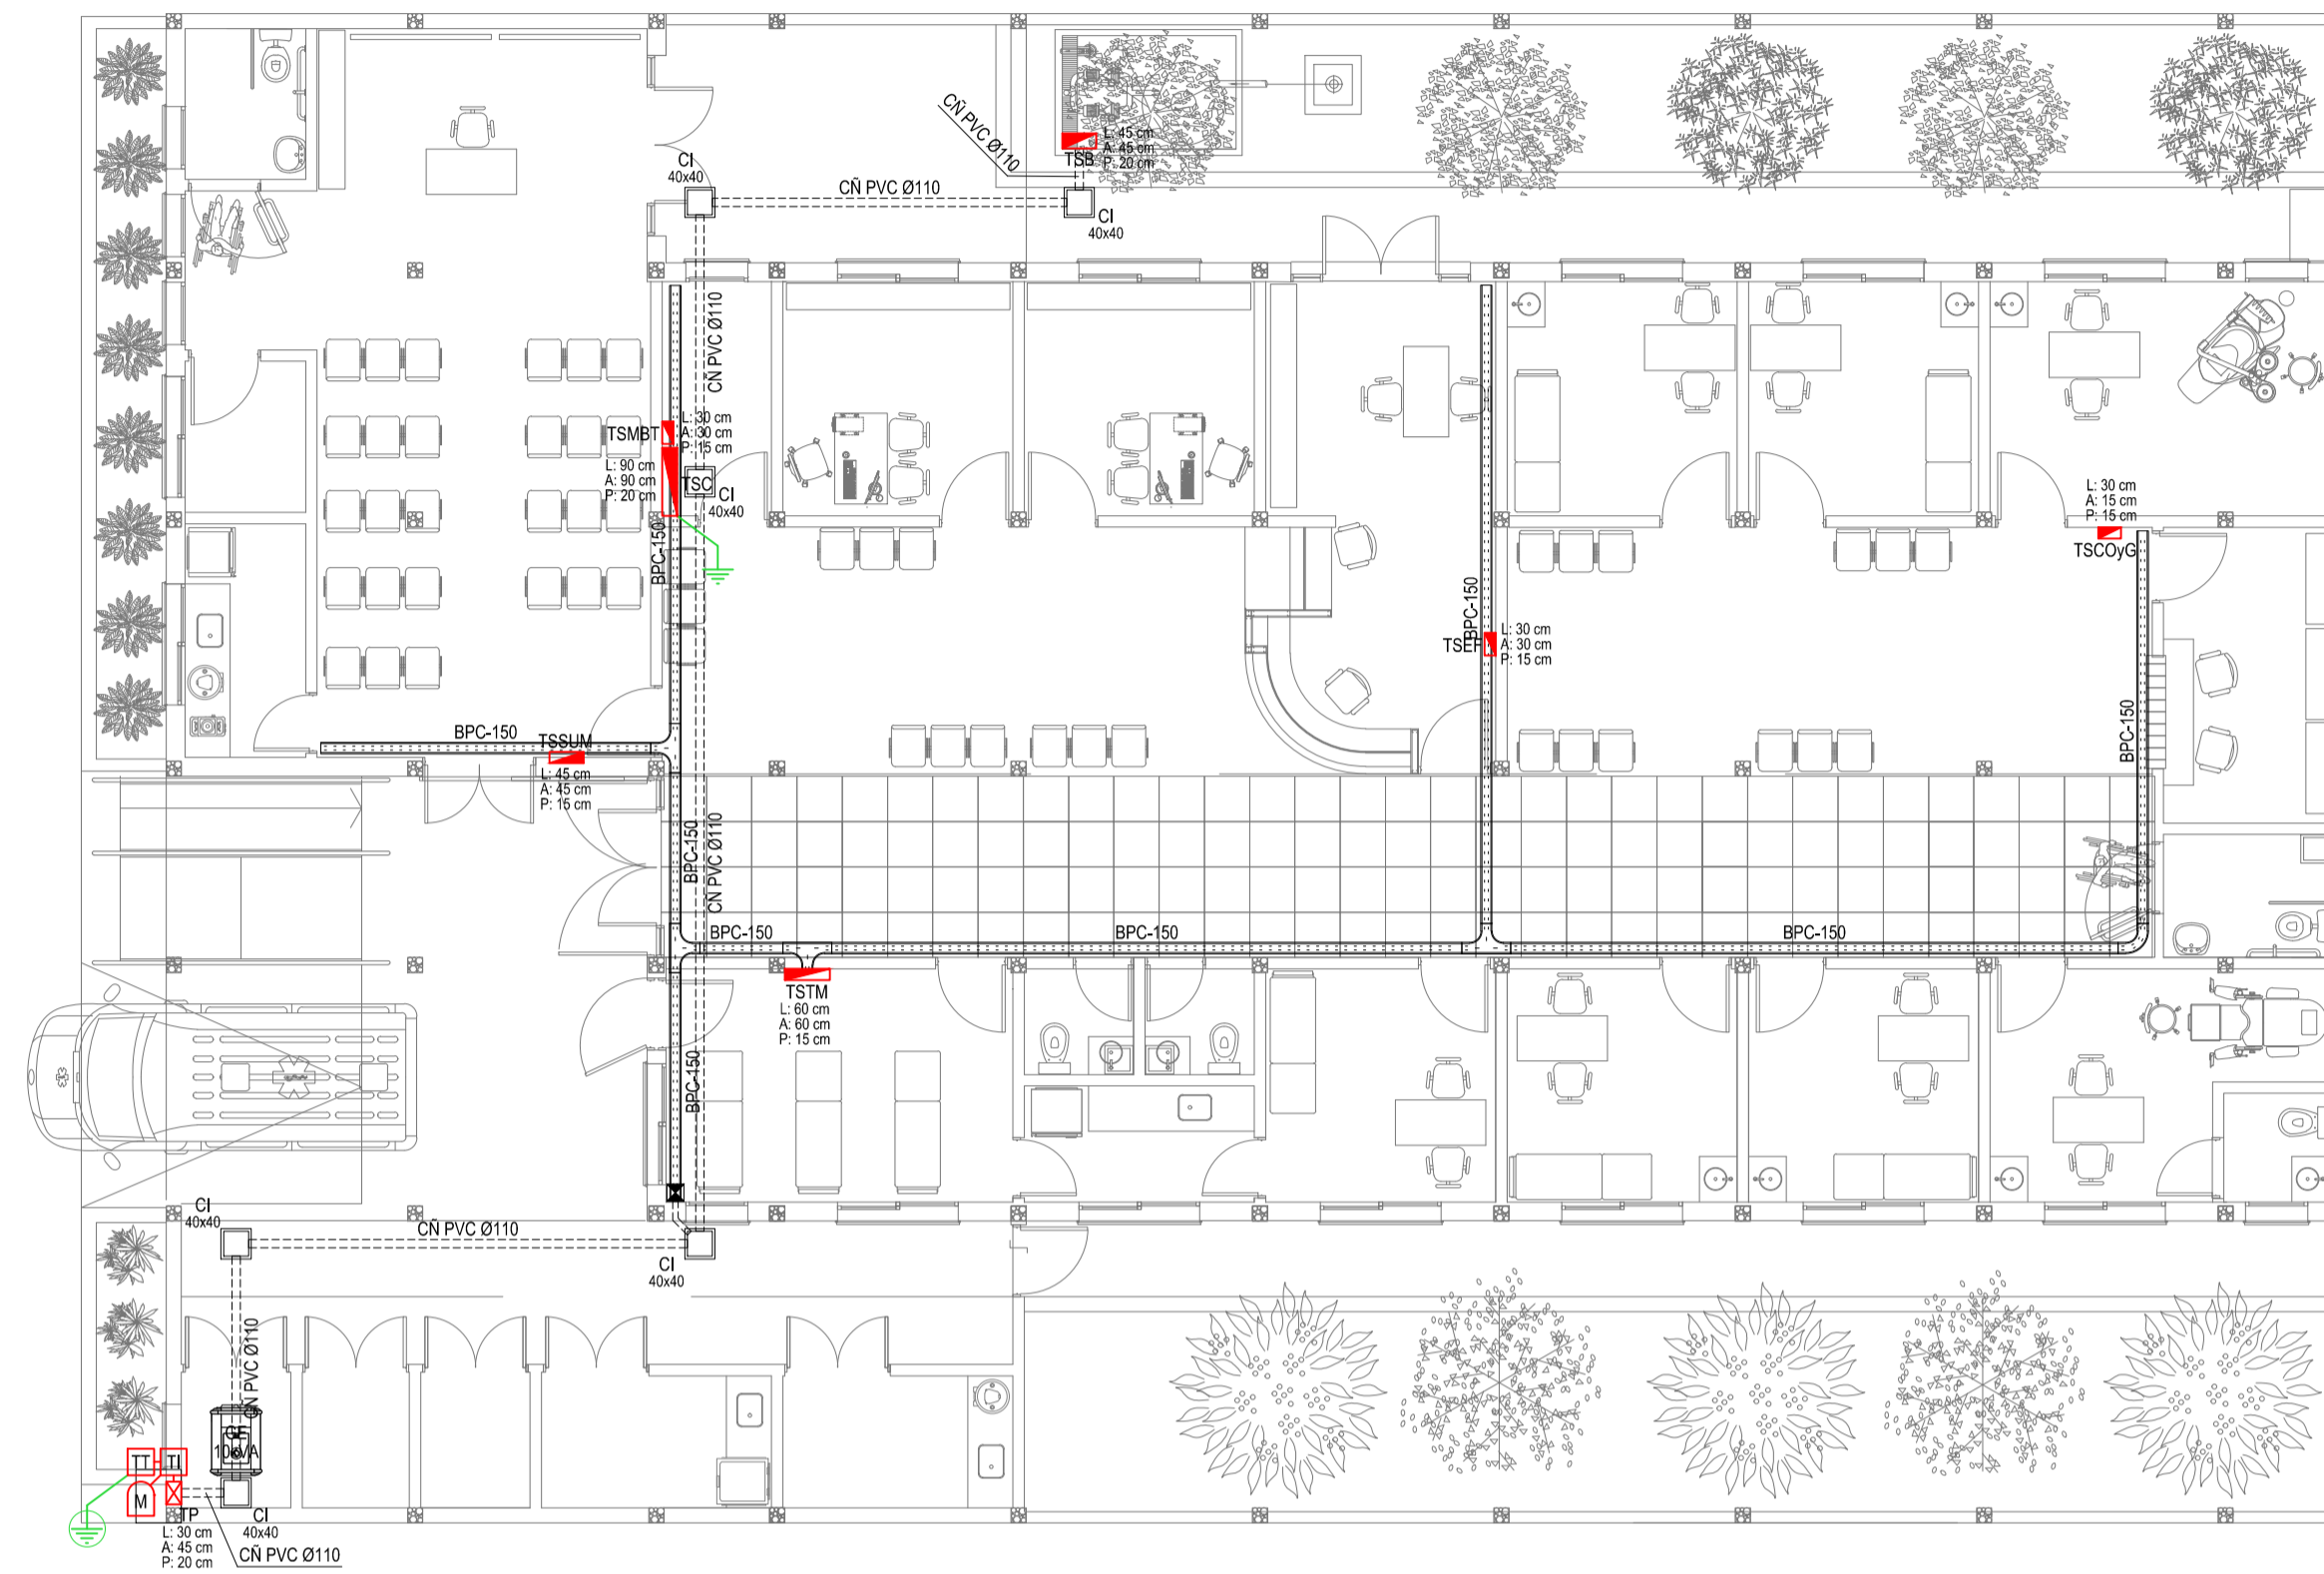 CÑ PVC Ø110
L: 45 cm
A: 45 cm
P: 20 cm
TSB
CI
40x40
CÑ PVC Ø110
CI
40x40
CÑ PVC Ø110
TSMBT
L: 30 cm
A: 30 cm
P: 15 cm
L: 90 cm
A: 90 cm
P: 20 cm
TSC
CI
40x40
BPC-150
L: 30 cm
A: 15 cm
P: 15 cm
TSCOyG
BPC-150
TSEF
L: 30 cm
A: 30 cm
P: 15 cm
BPC-150
BPC-150
TSSUM
L: 45 cm
A: 45 cm
P: 15 cm
BPC-150
CÑ PVC Ø110
BPC-150
BPC-150
BPC-150
TSTM
L: 60 cm
A: 60 cm
P: 15 cm
BPC-150
CI
40x40
CÑ PVC Ø110
CI
40x40
CÑ PVC Ø110
GE
TT
TI
M
TP
L: 30 cm
A: 45 cm
P: 20 cm
CI
40x40
CÑ PVC Ø110